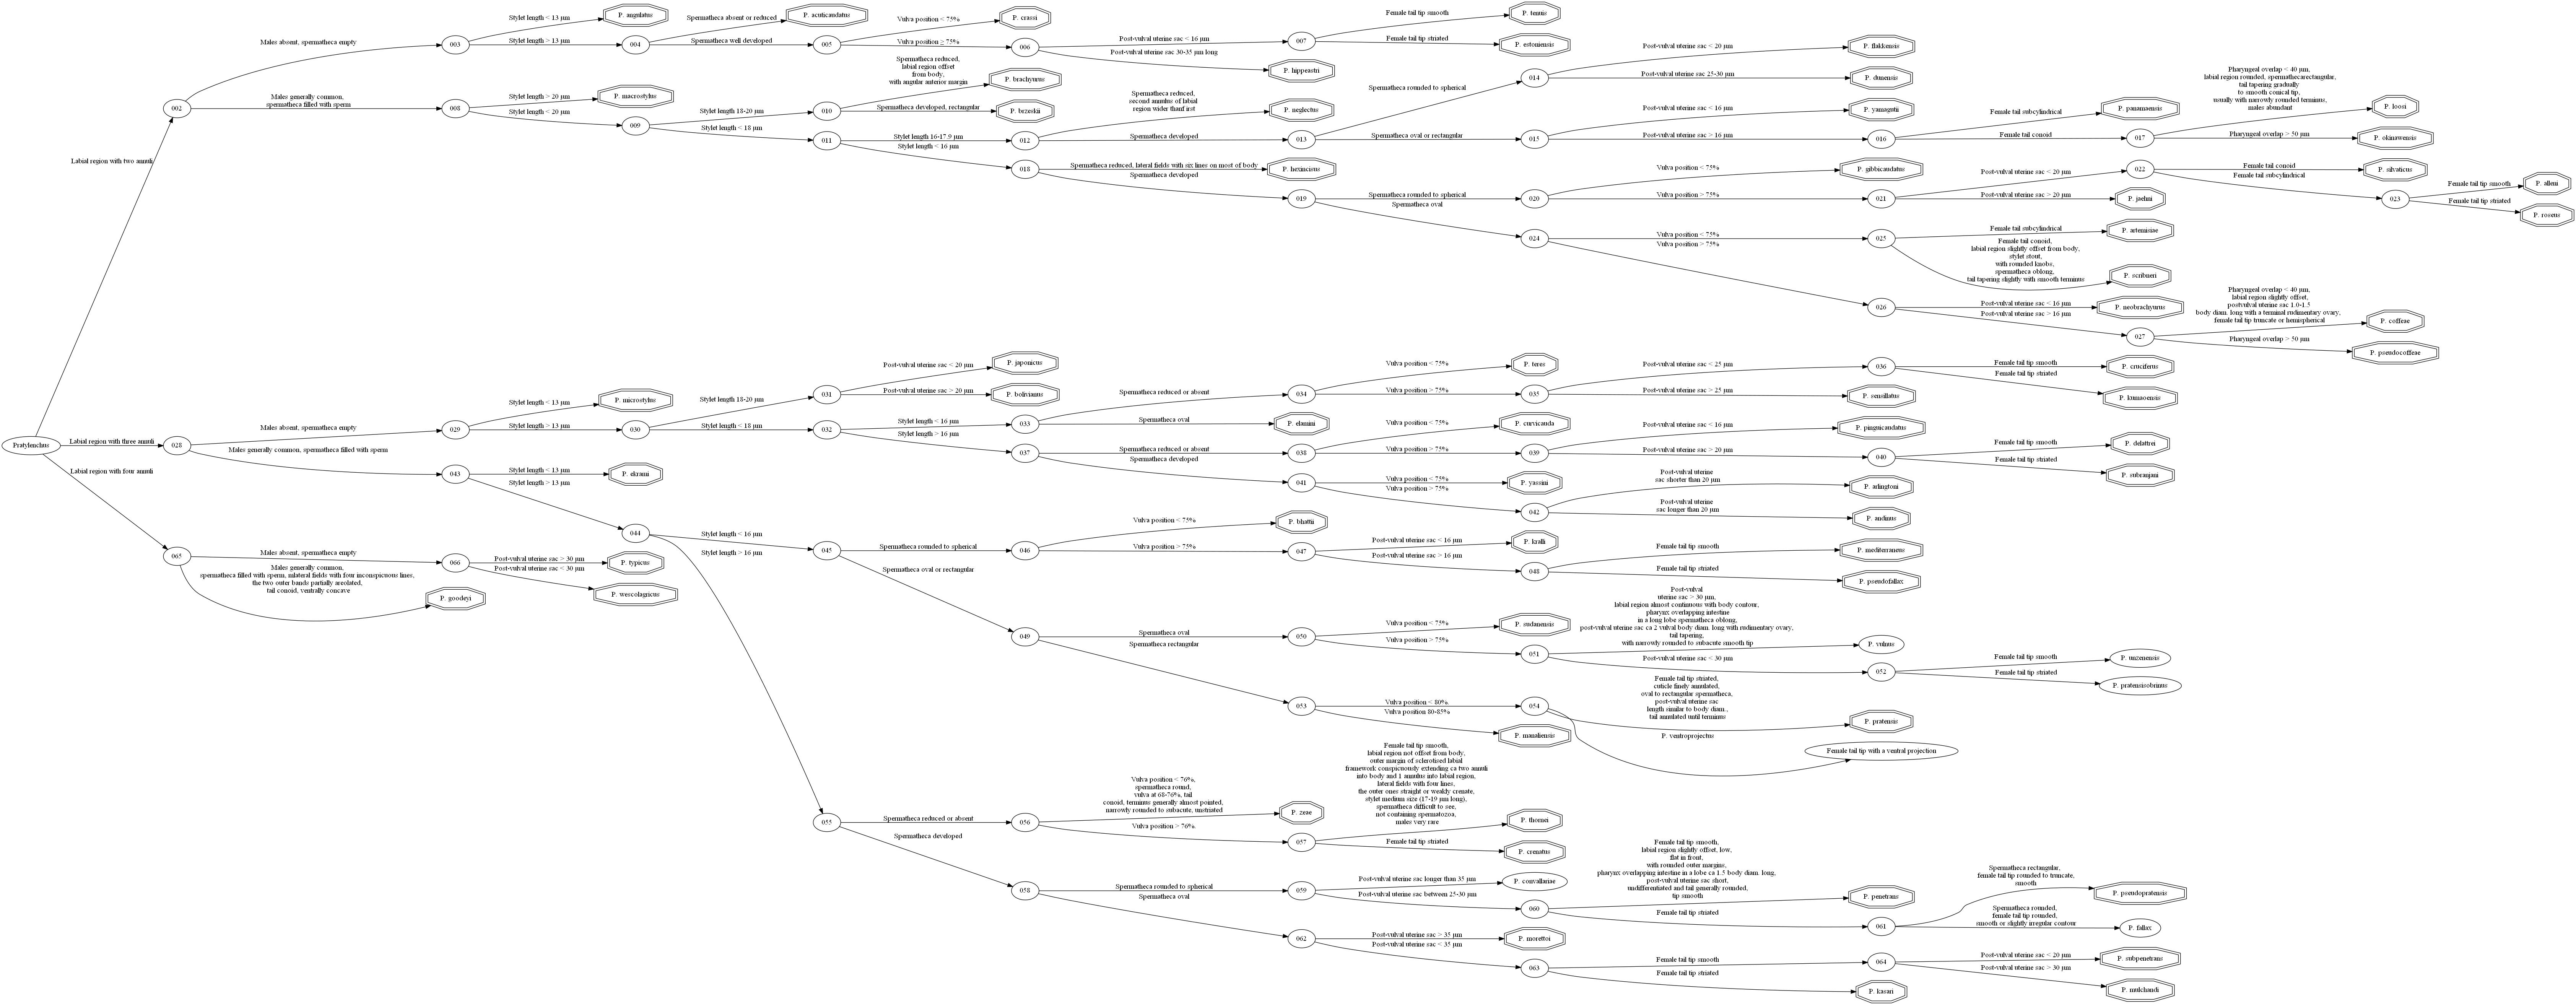 Pratylenchus
Labial region with two annuli
002
Males absent, spermatheca empty
003
Stylet length < 13 µm
P. angulatus
Stylet length > 13 µm
004
Spermatheca absent or reduced
P. acuticandatus
Spermatheca well developed
005
Vulva position < 75%
P. crassi
Vulva position ≥ 75%
006
Post-vulval uterine sac < 16 µm
007
Female tail tip smooth
P. tenuis
Female tail tip striated
P. estoniensis
Post-vulval uterine sac 30-35 µm long
P. hippeastri
Males generally common,
spermatheca filled with sperm
008
Stylet length > 20 µm
P. macrostylus
Stylet length < 20 µm
009
Stylet length 18-20 µm
010
Spermatheca reduced,
labial region offset
from body,
with angular anterior margin
P. brachyurus
Spermatheca developed, rectangular
P. brzeskii
Stylet length < 18 µm
011
Stylet length 16-17.9 µm
012
Spermatheca reduced,
second annulus of labial
region wider thanf irst
P. neglectus
Spermatheca developed
013
Spermatheca rounded to spherical
014
Post-vulval uterine sac < 20 µm
P. flakkensis
Post-vulval uterine sac 25-30 µm
P. dunensis
Spermatheca oval or rectangular
015
Post-vulval uterine sac < 16 µm
P. yamagutii
Post-vulval uterine sac > 16 µm
016
Female tail subcylindrical
P. panamaensis
Female tail conoid
017
Pharyngeal overlap < 40 µm,
labial region rounded, spermathecarectangular,
tail tapering gradually
to smooth conical tip,
usually with narrowly rounded terminus,
males abundant
P. loosi
Pharyngeal overlap > 50 µm
P. okinawensis
Stylet length < 16 µm
018
Spermatheca reduced, lateral fields with six lines on most of body
P. hexincisus
Spermatheca developed
019
Spermatheca rounded to spherical
020
Vulva position < 75%
P. gibbicaudatus
Vulva position > 75%
021
Post-vulval uterine sac < 20 µm
022
Female tail conoid
P. silvaticus
Female tail subcylindrical
023
Female tail tip smooth
P. alleni
Female tail tip striated
P. roseus
Post-vulval uterine sac > 20 µm
P. jaehni
Spermatheca oval
024
Vulva position < 75%
025
Female tail subcylindrical
P. artemisiae
Female tail conoid,
labial region slightly offset from body,
stylet stout,
with rounded knobs,
spermatheca oblong,
tail tapering slightly with smooth terminus
P. scribneri
Vulva position > 75%
026
Post-vulval uterine sac < 16 µm
P. neobrachyurus
Post-vulval uterine sac > 16 µm
027
Pharyngeal overlap < 40 µm,
labial region slightly offset,
postvulval uterine sac 1.0-1.5
body diam. long with a terminal rudimentary ovary,
female tail tip truncate or hemispherical
P. coffeae
Pharyngeal overlap > 50 µm
P. pseudocoffeae
Labial region with three annuli
028
Males absent, spermatheca empty
029
Stylet length < 13 µm
P. microstylus
Stylet length > 13 µm
030
Stylet length 18-20 µm
031
Post-vulval uterine sac < 20 µm
P. japonicus
Post-vulval uterine sac > 20 µm
P. bolivianus
Stylet length < 18 µm
032
Stylet length < 16 µm
033
Spermatheca reduced or absent
034
Vulva position < 75%
P. teres
Vulva position > 75%
035
Post-vulval uterine sac < 25 µm
036
Female tail tip smooth
P. cruciferus
Female tail tip striated
P. kumaoensis
Post-vulval uterine sac > 25 µm
P. sensillatus
Spermatheca oval
P. elamini
Stylet length > 16 µm
037
Spermatheca reduced or absent
038
Vulva position < 75%
P. curvicauda
Vulva position > 75%
039
Post-vulval uterine sac < 16 µm
P. pinguicaudatus
Post-vulval uterine sac > 20 µm
040
Female tail tip smooth
P. delattrei
Female tail tip striated
P. subranjani
Spermatheca developed
041
Vulva position < 75%
P. yassini
Vulva position > 75%
042
Post-vulval uterine
sac shorter than 20 µm
P. arlingtoni
Post-vulval uterine
sac longer than 20 µm
P. andinus
Males generally common, spermatheca filled with sperm
043
Stylet length < 13 µm
P. ekrami
Stylet length > 13 µm
044
Stylet length < 16 µm
045
Spermatheca rounded to spherical
046
Vulva position < 75%
P. bhattii
Vulva position > 75%
047
Post-vulval uterine sac < 16 µm
P. kralli
Post-vulval uterine sac > 16 µm
048
Female tail tip smooth
P. mediterraneus
Female tail tip striated
P. pseudofallax
Spermatheca oval or rectangular
049
Spermatheca oval
050
Vulva position < 75%
P. sudanensis
Vulva position > 75%
051
Post-vulval
uterine sac > 30 µm,
labial region almost continuous with body contour,
pharynx overlapping intestine
in a long lobe spermatheca oblong,
post-vulval uterine sac ca 2 vulval body diam. long with rudimentary ovary,
tail tapering,
with narrowly rounded to subacute smooth tip
P. vulnus
Post-vulval uterine sac < 30 µm
052
Female tail tip smooth
P. unzenensis
Female tail tip striated
P. pratensisobrinus
Spermatheca rectangular
053
Vulva position < 80%.
054
Female tail tip striated,
cuticle finely annulated,
oval to rectangular spermatheca,
post-vulval uterine sac
length similar to body diam.,
tail annulated until terminus
P. pratensis
P. ventroprojectus
Female tail tip with a ventral projection
Vulva position 80-85%
P. manaliensis
Stylet length > 16 µm
055
Spermatheca reduced or absent
056
Vulva position < 76%,
spermatheca round,
vulva at 68-76%, tail
conoid, terminus generally almost pointed,
narrowly rounded to subacute, unstriated
P. zeae
Vulva position > 76%
057
Female tail tip smooth,
labial region not offset from body,
outer margin of sclerotised labial
framework conspicuously extending ca two annuli
into body and 1 annulus into labial region,
lateral fields with four lines,
the outer ones straight or weakly crenate,
stylet medium size (17-19 µm long),
spermatheca difficult to see,
not containing spermatozoa,
males very rare
P. thornei
Female tail tip striated
P. crenatus
Spermatheca developed
058
Spermatheca rounded to spherical
059
Post-vulval uterine sac longer than 35 µm
P. convallariae
Post-vulval uterine sac between 25-30 µm
060
Female tail tip smooth,
labial region slightly offset, low,
flat in front,
with rounded outer margins,
pharynx overlapping intestine in a lobe ca 1.5 body diam. long,
post-vulval uterine sac short,
undifferentiated and tail generally rounded,
tip smooth
P. penetrans
Female tail tip striated
061
Spermatheca rectangular,
female tail tip rounded to truncate,
smooth
P. pseudopratensis
Spermatheca rounded,
female tail tip rounded,
smooth or slightly irregular contour
P. fallax
Spermatheca oval
062
Post-vulval uterine sac > 35 µm
P. morettoi
Post-vulval uterine sac < 35 µm
063
Female tail tip smooth
064
Post-vulval uterine sac < 20 µm
P. subpenetrans
Post-vulval uterine sac > 30 µm
P. mulchandi
Female tail tip striated
P. kasari
Labial region with four annuli
065
Males absent, spermatheca empty
066
Post-vulval uterine sac > 30 µm
P. typicus
Post-vulval uterine sac < 30 µm
P. wescolagricus
Males generally common,
spermatheca filled with sperm, mlateral fields with four inconspicuous lines,
the two outer bands partially areolated,
tail conoid, ventrally concave
P. goodeyi